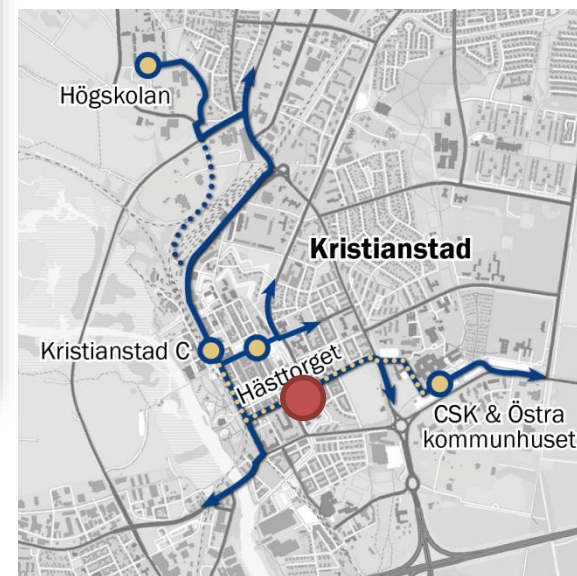 Högskolan
Kristianstad
Kristianstad C
Hästtorget
CSK & Östra
kommunhuset